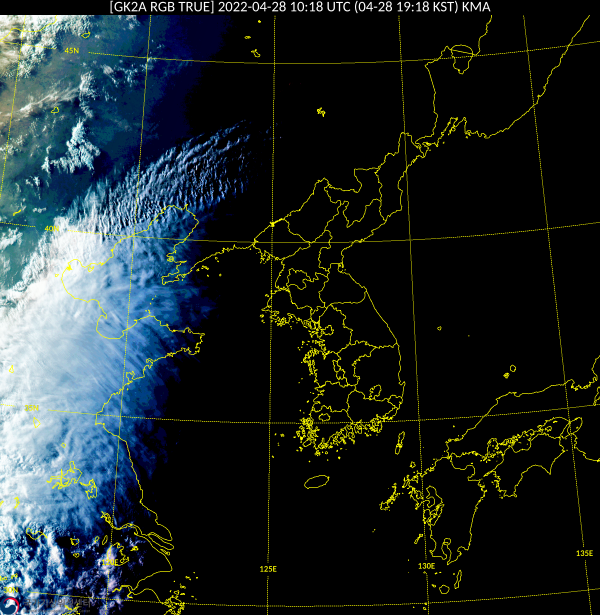 [GK2A RGB TRUE] 2022-04-28 10:18 UTC (04-28 19:18 KST) KMA
45N
40N
125E
130E
135E